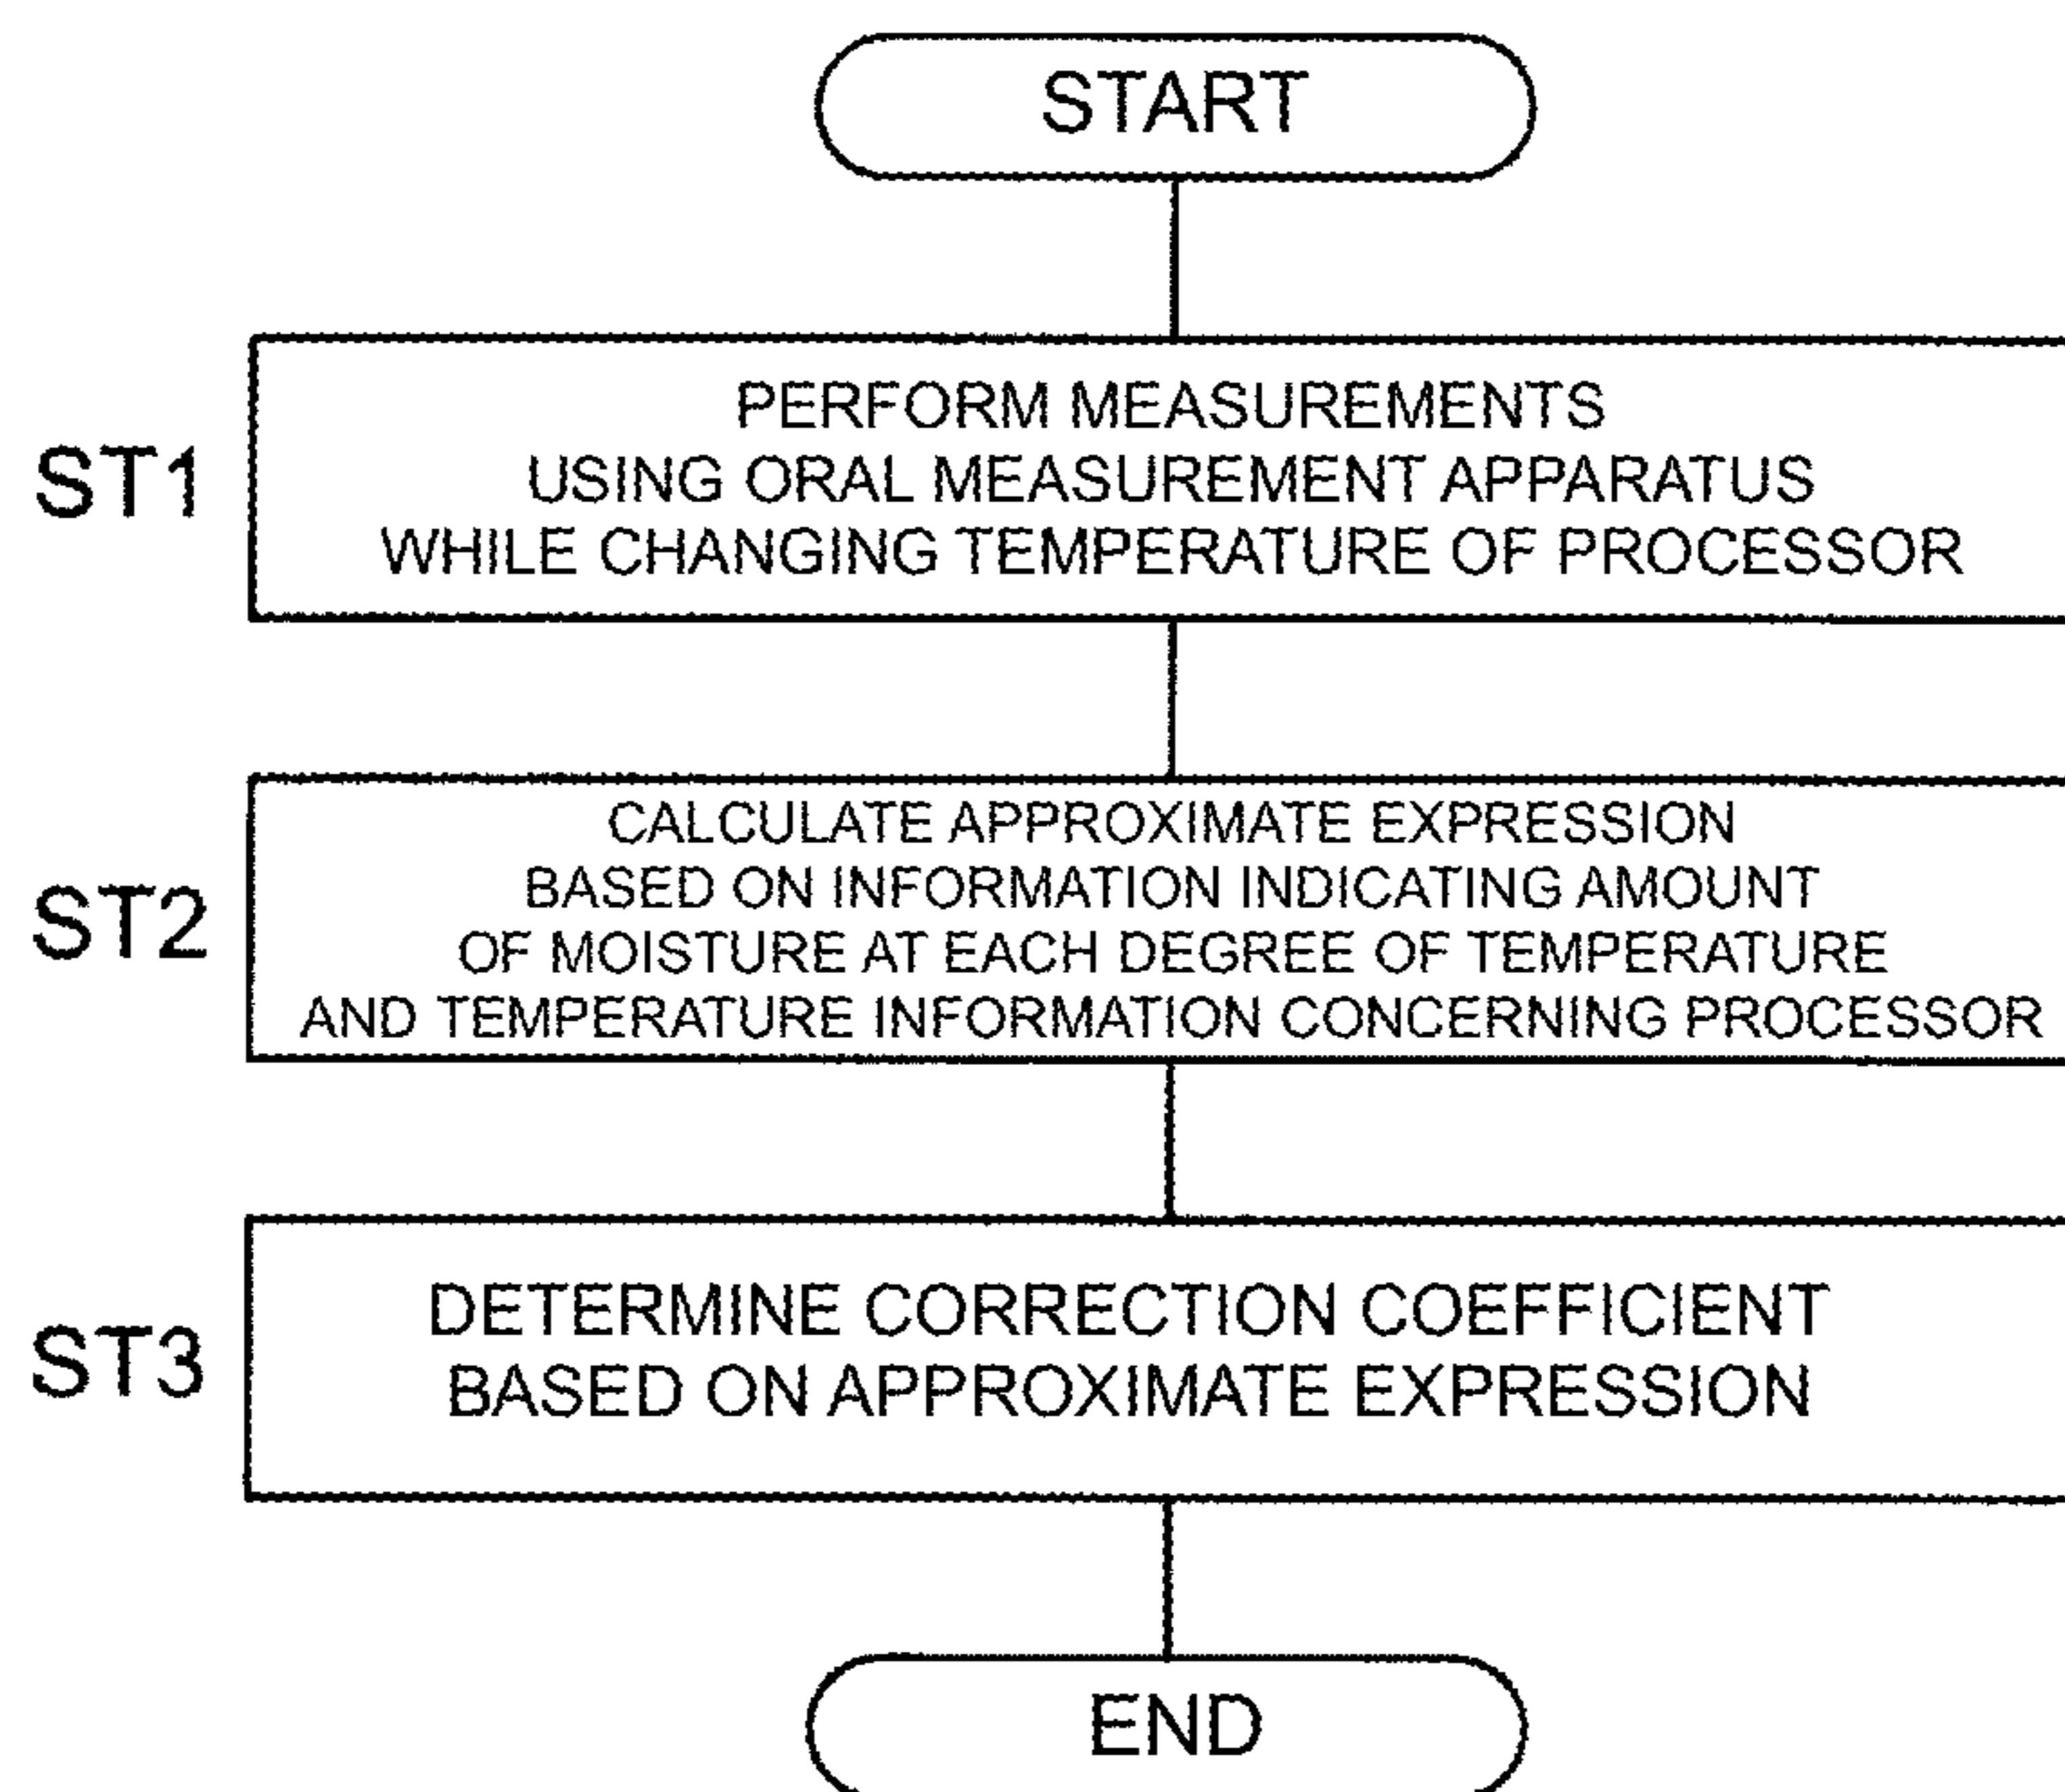 START
ST1
PERFORM MEASUREMENTS
USING ORAL MEASUREMENT APPARATUS
WHILE CHANGING TEMPERATURE OF PROCESSOR
ST2
CALCULATE APPROXIMATE EXPRESSION
BASED ON INFORMATION INDICATING AMOUNT
OF MOISTURE AT EACH DEGREE OF TEMPERATURE
AND TEMPERATURE INFORMATION CONCERNING PROCESSOR
ST3
DETERMINE CORRECTION COEFFICIENT
BASED ON APPROXIMATE EXPRESSION
END